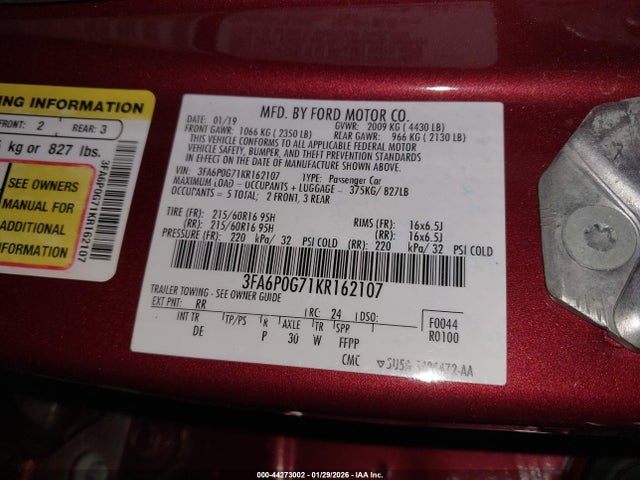 ING INFORMATION
FRONT: 2 REAR: 3
kg or 827 lbs.
SEE OWNERS
MANUAL FOR
ADDITIONAL
INFORMATION
3FA6P0G71KR162107
MFD. BY FORD MOTOR CO.
DATE: 01/19 GVWR: 2009 KG ( 4430 LB)
FRONT GAWR: 1066 KG ( 2350 LB) REAR GAWR: 966 KG ( 2130 LB)
THIS VEHICLE CONFORMS TO ALL APPLICABLE FEDERAL MOTOR
VEHICLE SAFETY, BUMPER, AND THEFT PREVENTION STANDARDS
IN EFFECT ON THE DATE OF MANUFACTURE SHOWN ABOVE.
VIN: 3FA6P0G71KR162107 TYPE: Passenger Car
MAXIMUM LOAD - OCCUPANTS + LUGGAGE - 375KG/ 827LB
OCCUPANTS = 5 TOTAL; 2 FRONT, 3 REAR
TIRE (FR): 215/60R16 95H RIMS (FR): 16x6.5J
(RR): 215/60R16 95H (RR): 16x6.5J
PRESSURE (FR): 220 kPa/ 32 PSI COLD (RR): 220 kPa/ 32 PSI COLD
3FA6P0G71KR162107
TRAILER TOWING - SEE OWNER GUIDE
EXT PNT: RR RC: 24 DSO:
INT TR TP/PS R AXLE TR SPR F0044
DE P 30 W FFPP R0100
CMC
000-44273002 - 01/29/2026 - IAA Inc.